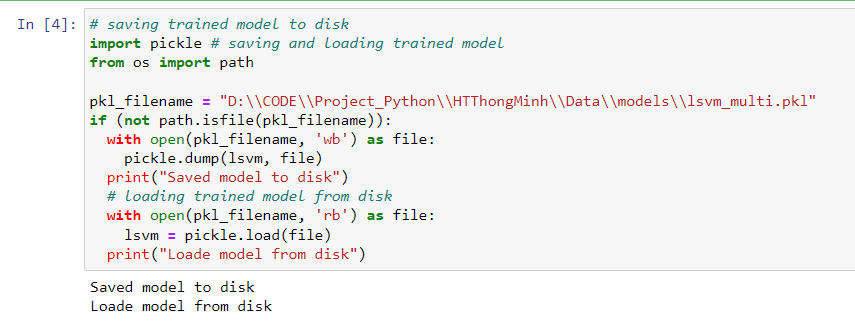 In [4]: # saving trained model to disk
import pickle # saving and loading trained model
from os import path
pkl_filename = "D:\\CODE\\Project_Python\\HTThongMinh\\Data\\models\\lsvm_multi.pkl"
if (not path.isfile(pkl_filename)):
  with open(pkl_filename, 'wb') as file:
    pickle.dump(lsvm, file)
  print("Saved model to disk")
  # loading trained model from disk
  with open(pkl_filename, 'rb') as file:
    lsvm = pickle.load(file)
  print("Loade model from disk")
Saved model to disk
Loade model from disk